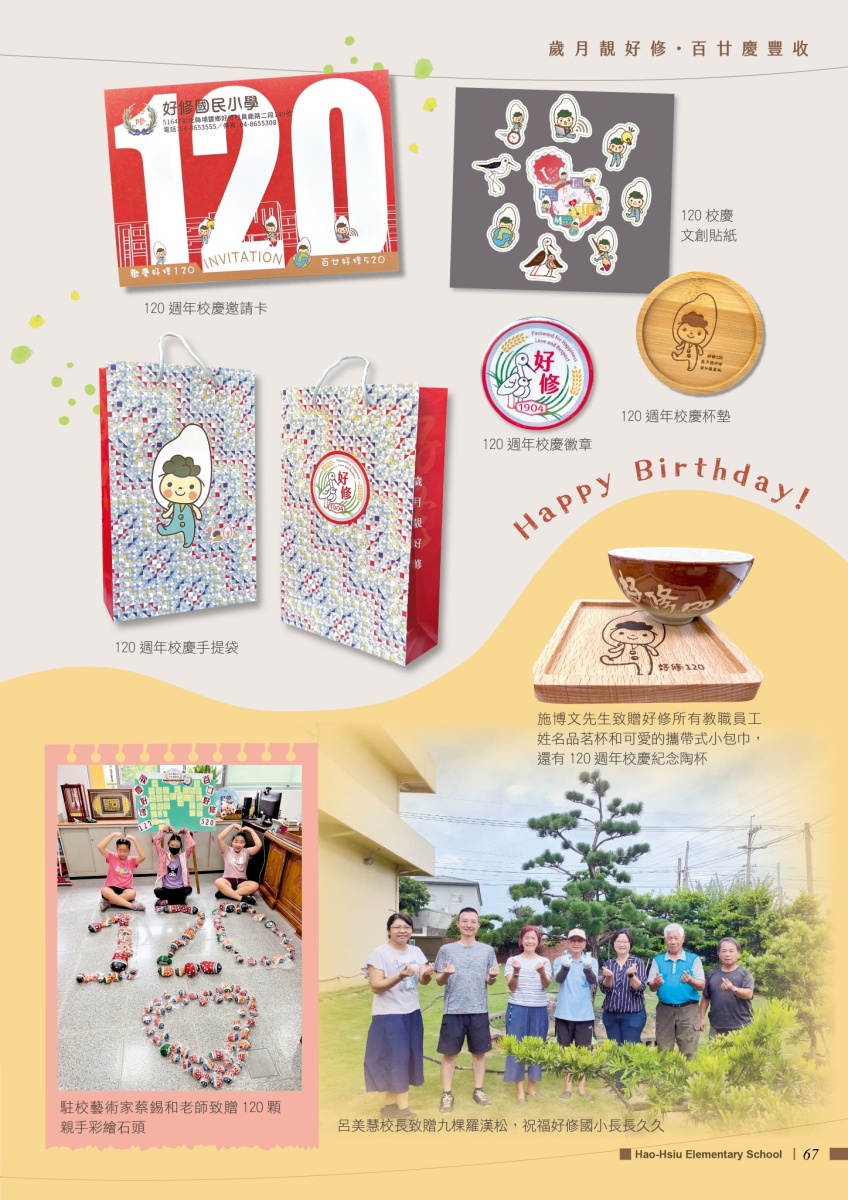 歲月靚好修•百廿慶豐收
好修國民小學
INVITATION
歡慶好修120
百廿好修520
120 週年校慶邀請卡
120 校慶
文創貼紙
Password for Happiness
Love and Respect
好修
1904
120 週年校慶徽章
120 週年校慶杯墊
Happy Birthday!
好修
1904
歲月靚好修
120 週年校慶手提袋
好修120
施博文先生致贈好修所有教職員工
姓名品茗杯和可愛的攜帶式小包巾，
還有 120 週年校慶紀念陶杯
120
駐校藝術家蔡錫和老師致贈 120 顆
親手彩繪石頭
呂美慧校長致贈九棵羅漢松，祝福好修國小長長久久
Hao-Hsiu Elementary School | 67